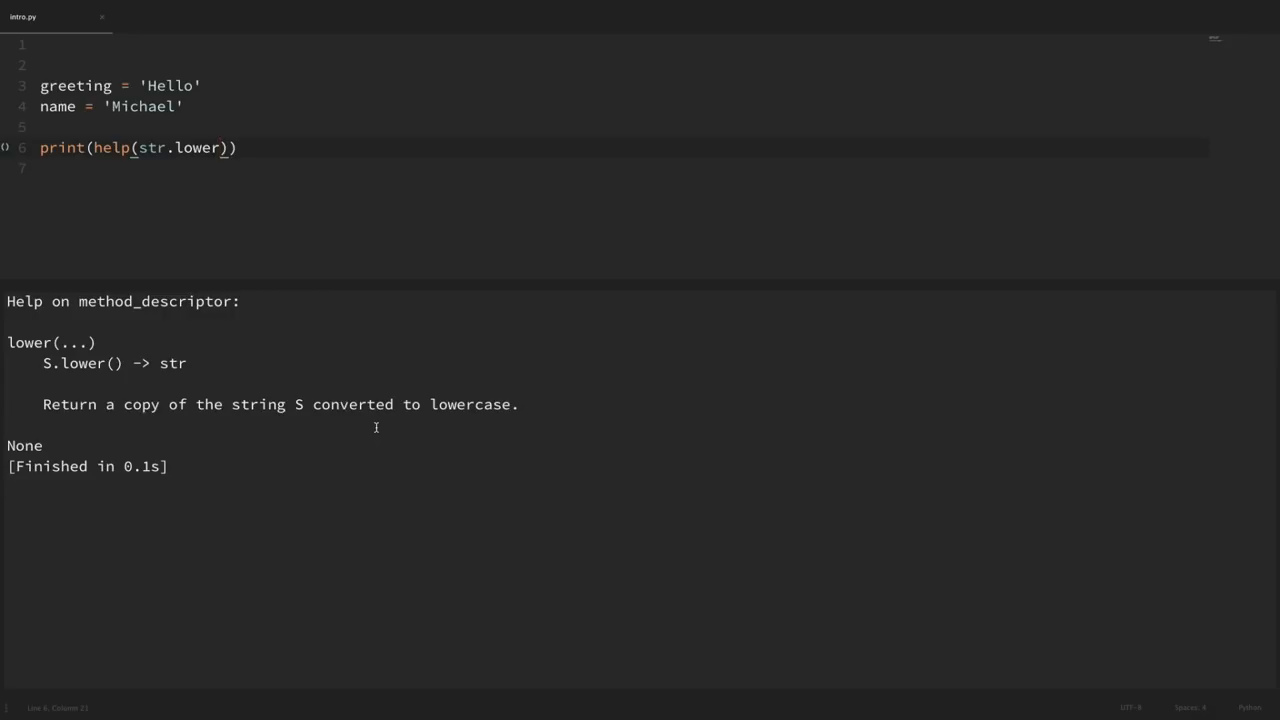 intro.py ×
1
2
3 greeting = 'Hello'
4 name = 'Michael'
5
() 6 print(help(str.lower))
7
Help on method_descriptor:
lower(...)
S.lower() -> str
Return a copy of the string S converted to lowercase.
None
[Finished in 0.1s]
Line 6, Column 21 UTF-8 Spaces: 4 Python